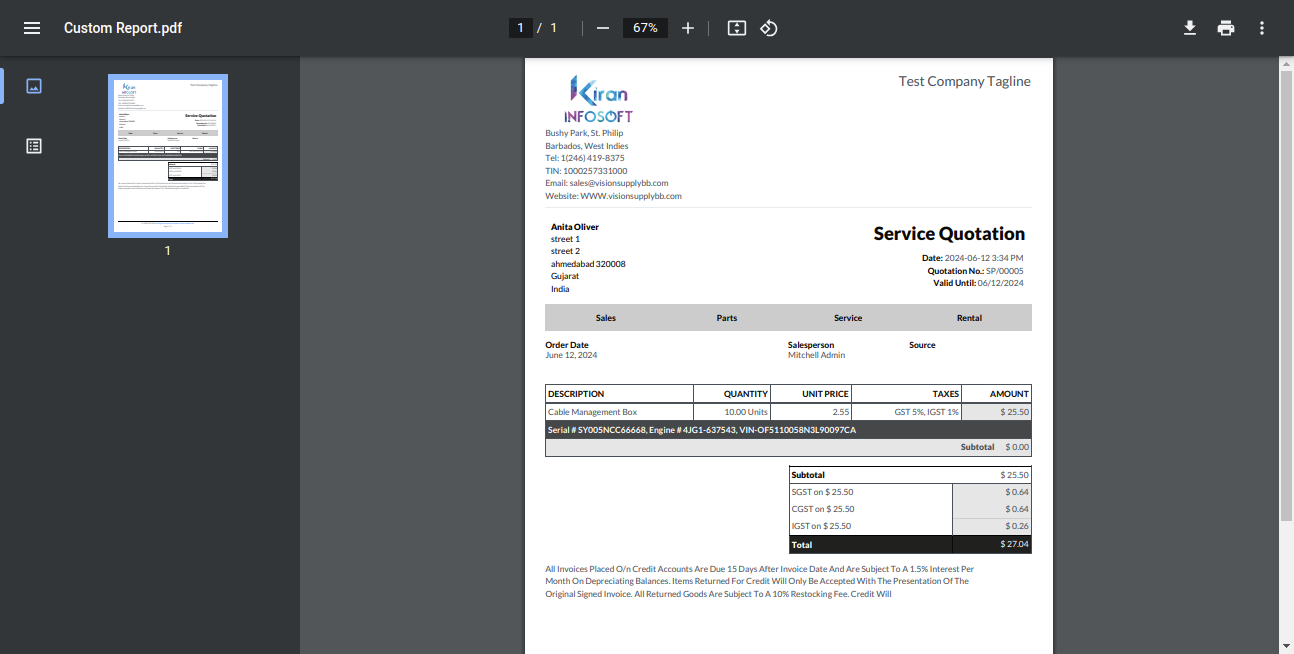 Custom Report.pdf
1 / 1
67%
1
Kiran
INFOSOFT
Test Company Tagline
Bushy Park, St. Philip
Barbados, West Indies
Tel: 1(246) 419-8375
TIN: 1000257331000
Email: sales@visionsupplybb.com
Website: WWW.visionsupplybb.com
Anita Oliver
street 1
street 2
ahmedabad 320008
Gujarat
India
Service Quotation
Date: 2024-06-12 3:34 PM
Quotation No.: SP/00005
Valid Until: 06/12/2024
Sales Parts Service Rental
Order Date Salesperson Source
June 12, 2024 Mitchell Admin
DESCRIPTION QUANTITY UNIT PRICE TAXES AMOUNT
Cable Management Box 10.00 Units 2.55 GST 5%, IGST 1% $ 25.50
Serial # SY005NCC66668, Engine # 4JG1-637543, VIN-OF5110058N3L90097CA
Subtotal $ 0.00
Subtotal $ 25.50
SGST on $ 25.50 $ 0.64
CGST on $ 25.50 $ 0.64
IGST on $ 25.50 $ 0.26
Total $ 27.04
All Invoices Placed O/n Credit Accounts Are Due 15 Days After Invoice Date And Are Subject To A 1.5% Interest Per
Month On Depreciating Balances. Items Returned For Credit Will Only Be Accepted With The Presentation Of The
Original Signed Invoice. All Returned Goods Are Subject To A 10% Restocking Fee. Credit Will